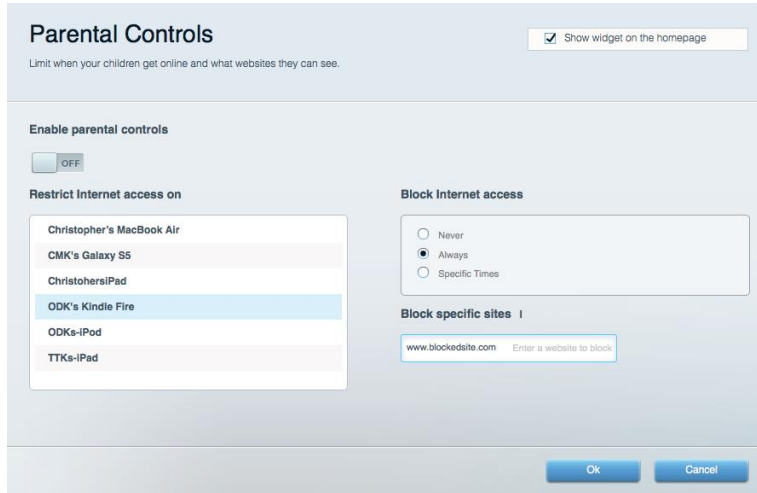 Parental Controls
Show widget on the homepage
Limit when your children get online and what websites they can see.
Enable parental controls
OFF
Restrict Internet access on
Christopher's MacBook Air
CMK's Galaxy S5
ChristohersiPad
ODK's Kindle Fire
ODKs-iPod
TTKs-iPad
Block Internet access
Never
Always
Specific Times
Block specific sites
www.blockedsite.com Enter a website to block
Ok
Cancel